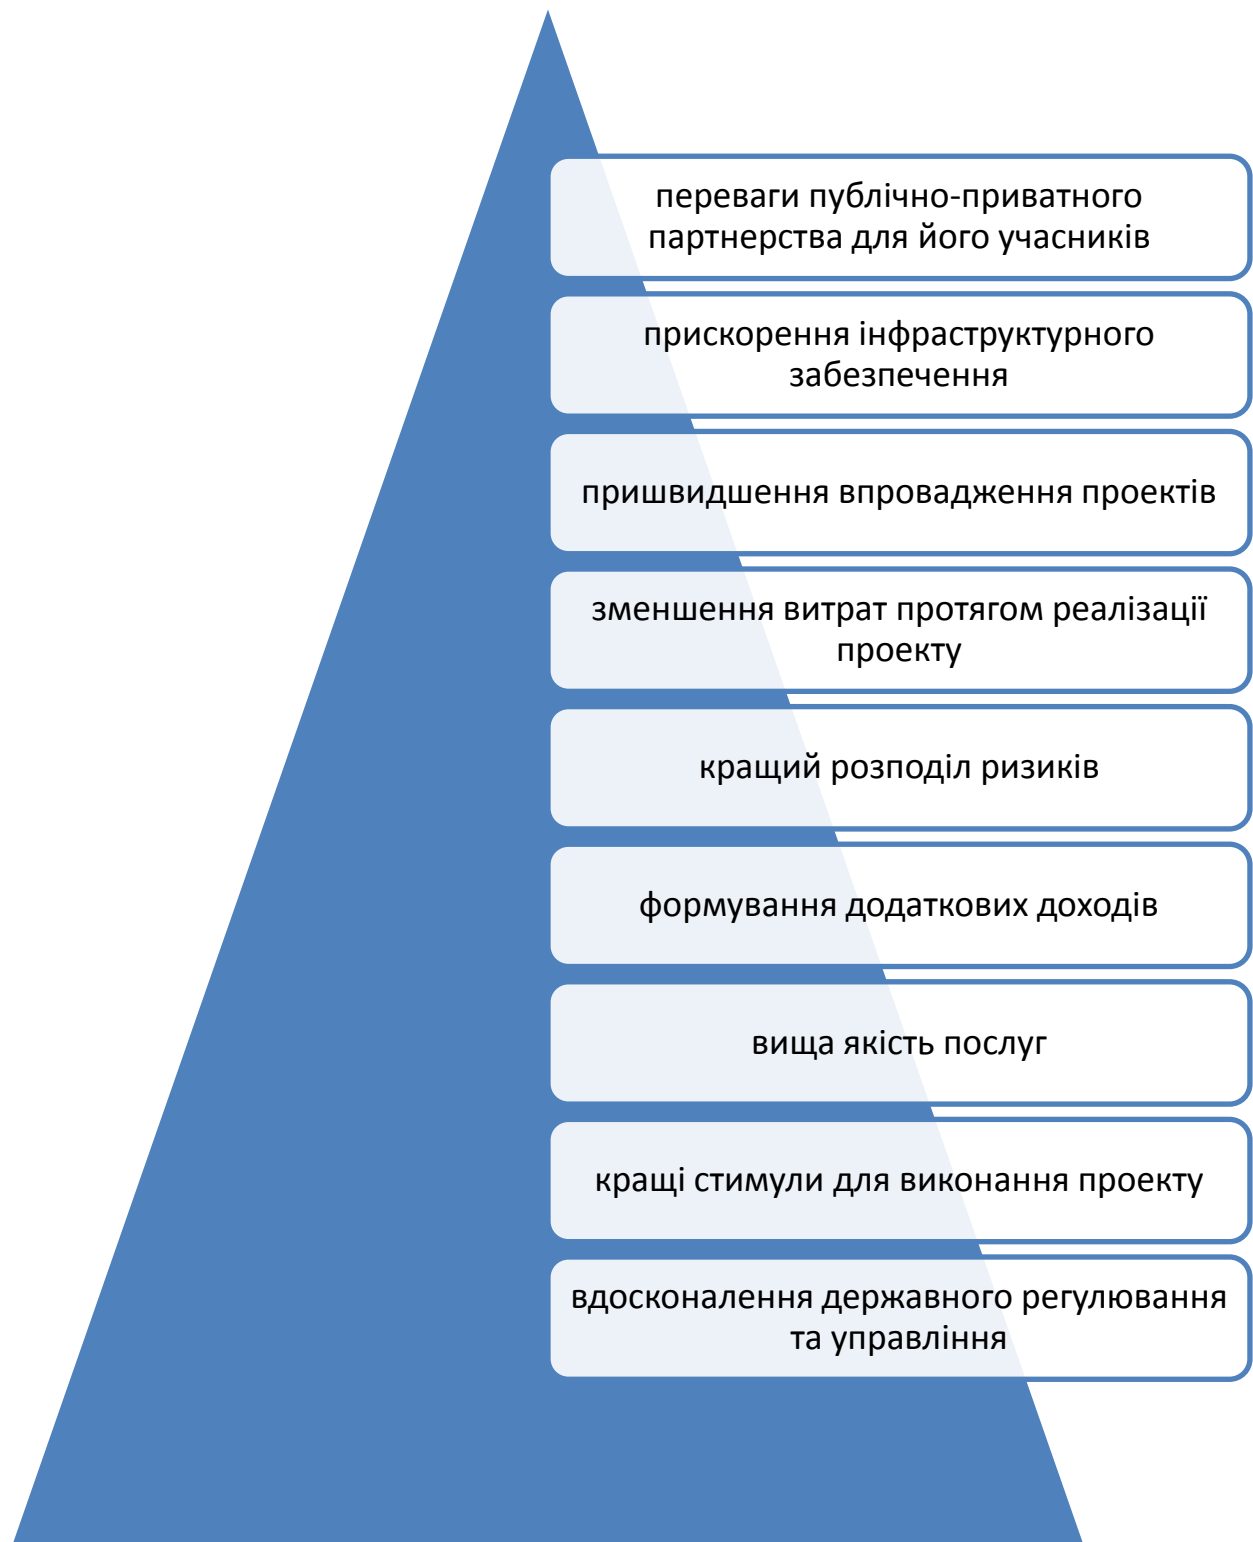 переваги публічно-приватного
партнерства для його учасників
прискорення інфраструктурного
забезпечення
пришвидшення впровадження проектів
зменшення витрат протягом реалізації
проекту
кращий розподіл ризиків
формування додаткових доходів
вища якість послуг
кращі стимули для виконання проекту
вдосконалення державного регулювання
та управління